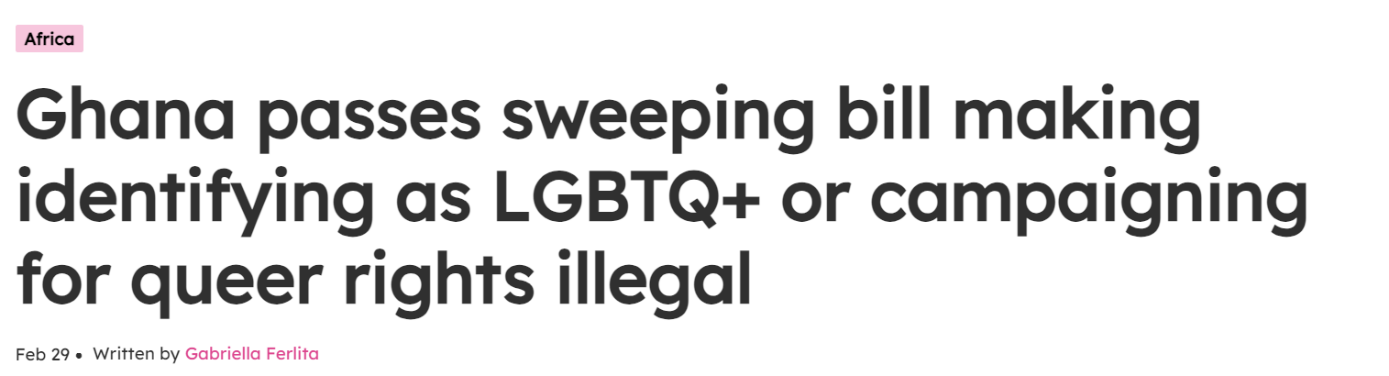 Africa
Ghana passes sweeping bill making
identifying as LGBTQ+ or campaigning
for queer rights illegal
Feb 29 • Written by Gabriella Ferlita